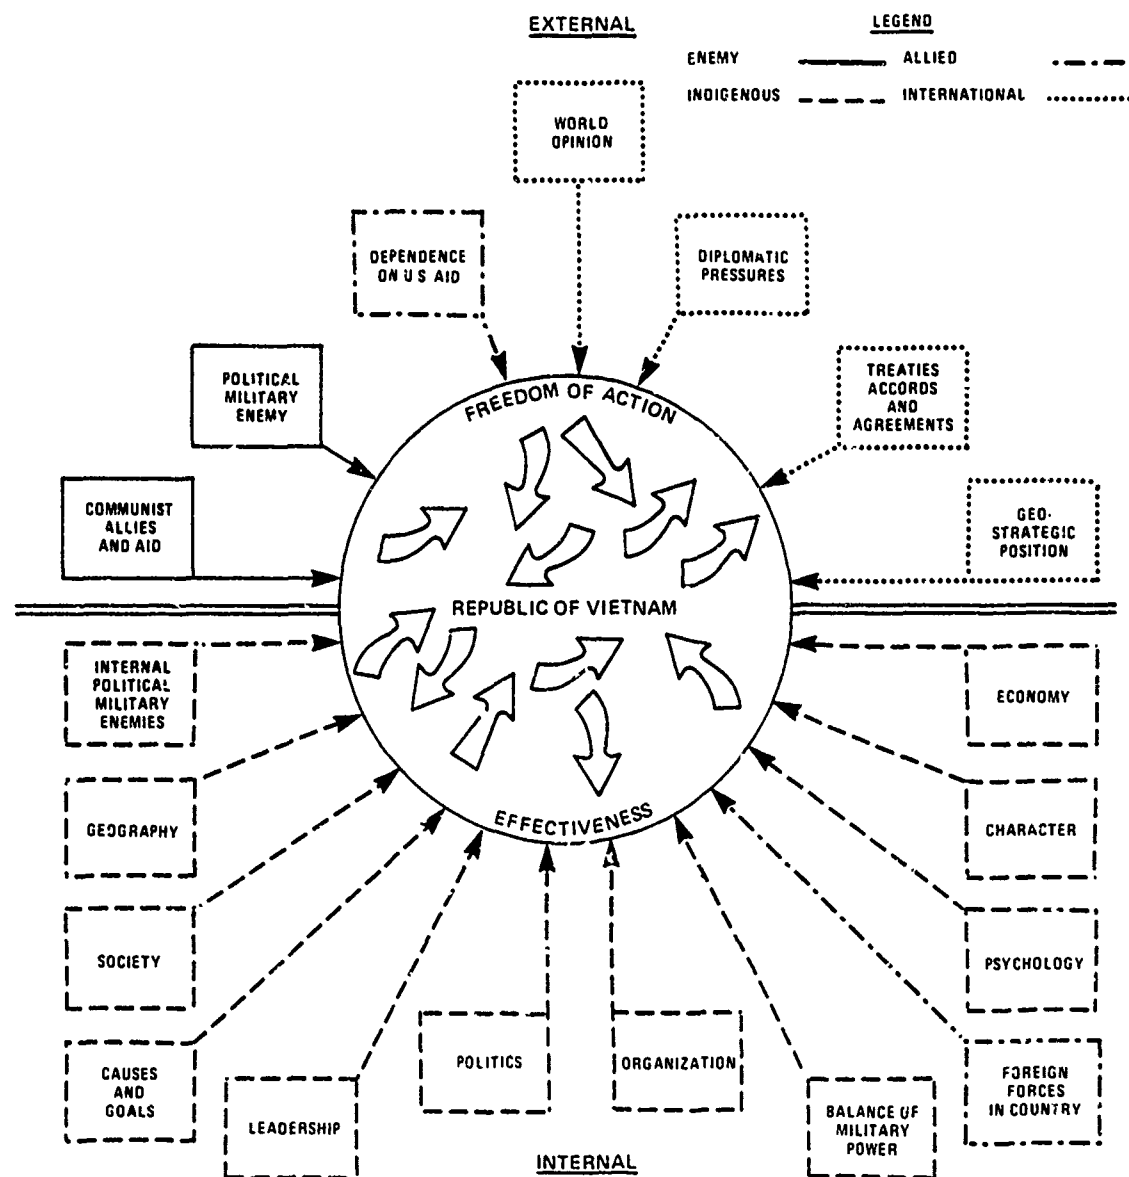 EXTERNAL
LEGEND
ENEMY
ALLIED
INDIGENOUS
INTERNATIONAL
WORLD
OPINION
DEPENDENCE
ON U S AID
DIPLOMATIC
PRESSURES
POLITICAL
MILITARY
ENEMY
TREATIES
ACCORDS
AND
AGREEMENTS
FREEDOM OF ACTION
COMMUNIST
ALLIES
AND AID
GEO-
STRATEGIC
POSITION
REPUBLIC OF VIETNAM
INTERNAL
POLITICAL
MILITARY
ENEMIES
ECONOMY
GEOGRAPHY
EFFECTIVENESS
CHARACTER
SOCIETY
PSYCHOLOGY
CAUSES
AND
GOALS
LEADERSHIP
POLITICS
ORGANIZATION
BALANCE OF
MILITARY
POWER
FOREIGN
FORCES
IN COUNTRY
INTERNAL